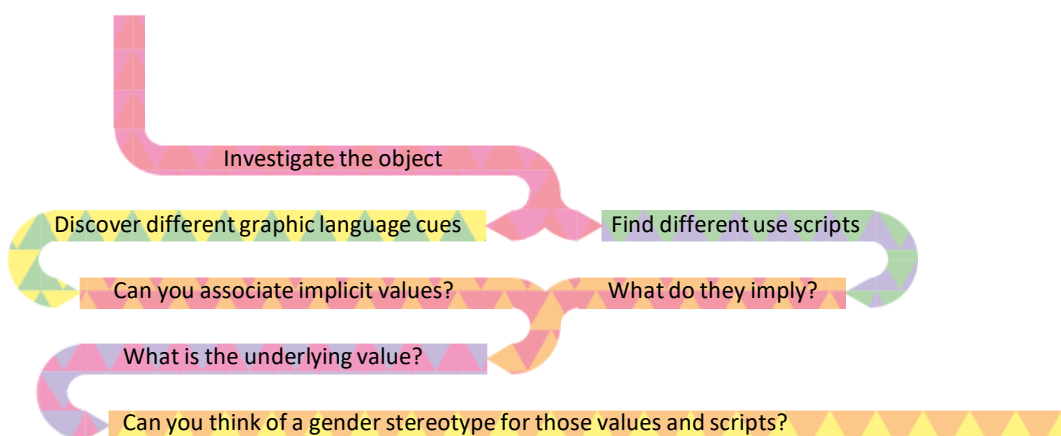 Investigate the object
Discover different graphic language cues
Find different use scripts
Can you associate implicit values?
What do they imply?
What is the underlying value?
Can you think of a gender stereotype for those values and scripts?